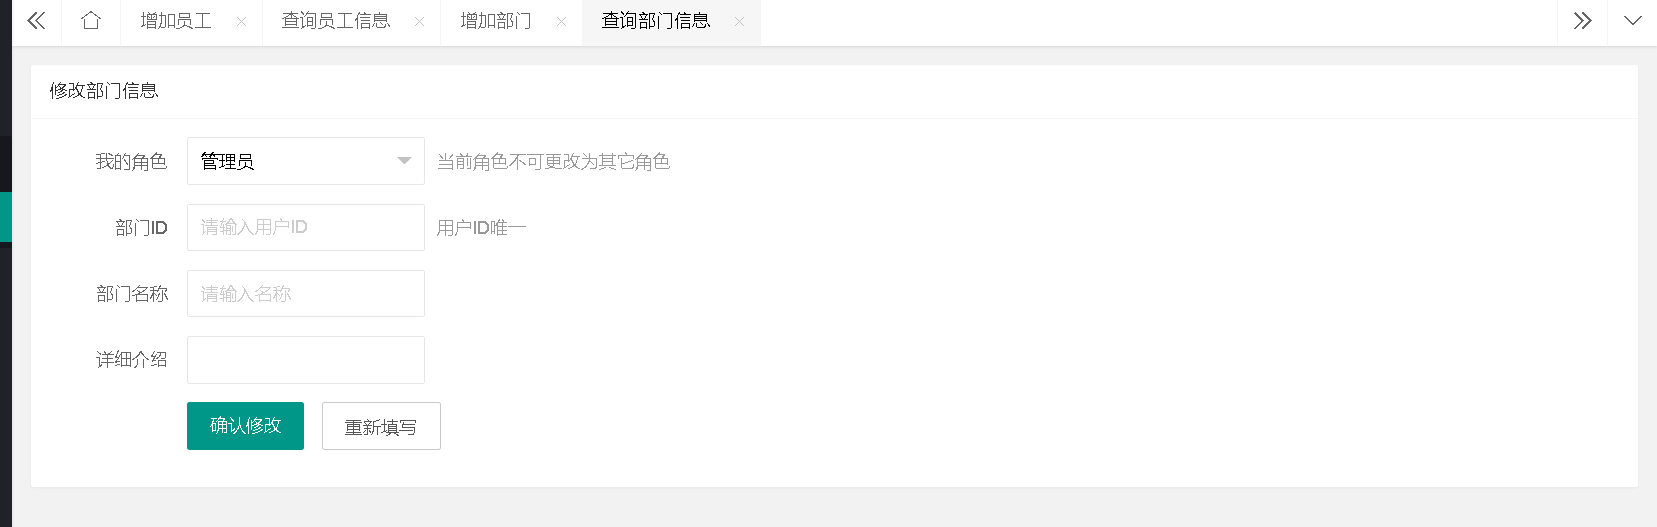 增加员工 查询员工信息 增加部门 查询部门信息
修改部门信息
我的角色 管理员 当前角色不可更改为其它角色
部门ID 请输入用户ID 用户ID唯一
部门名称 请输入名称
详细介绍
确认修改 重新填写